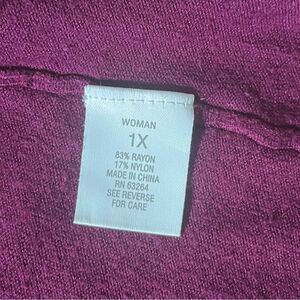 WOMAN
1X
83% RAYON
17% NYLON
MADE IN CHINA
RN 63264
SEE REVERSE
FOR CARE